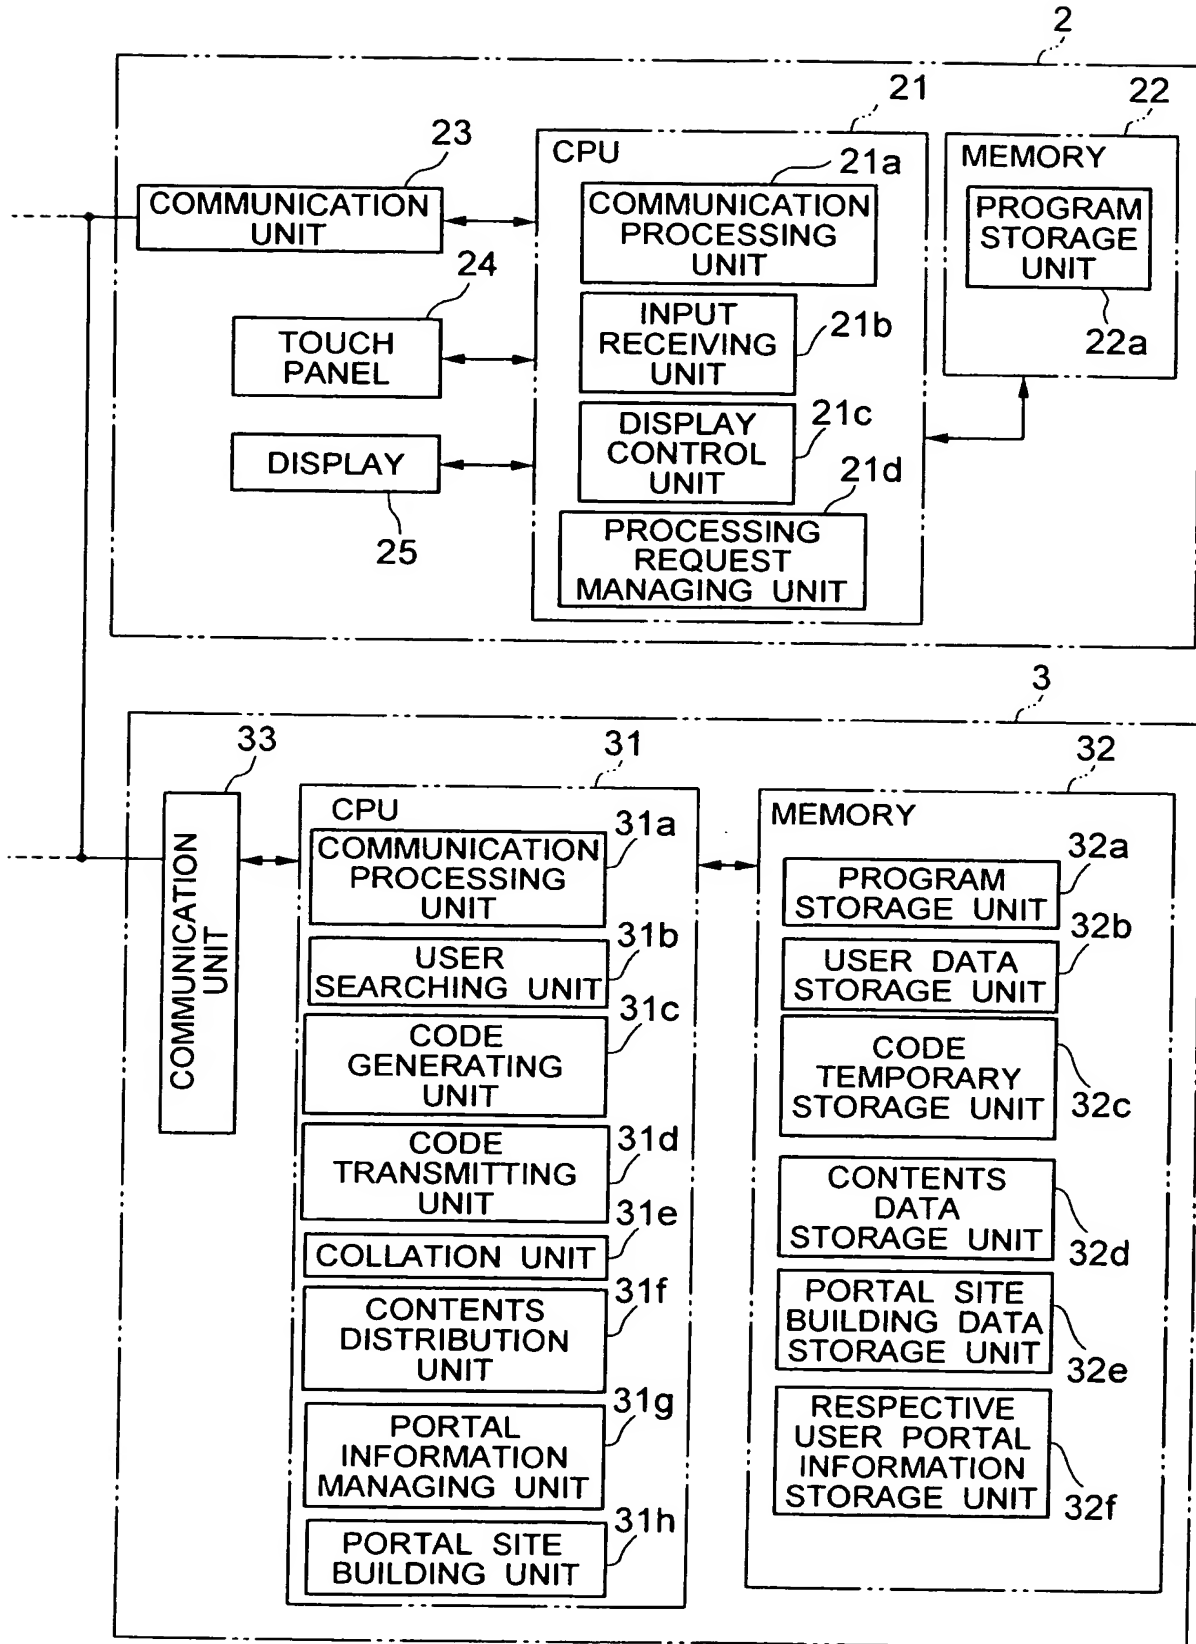 2
21
22
23
CPU
21a
MEMORY
COMMUNICATION
UNIT
COMMUNICATION
PROCESSING
UNIT
PROGRAM
STORAGE
UNIT
22a
24
TOUCH
PANEL
INPUT
RECEIVING
UNIT
21b
DISPLAY
25
DISPLAY
CONTROL
UNIT
21c
21d
PROCESSING
REQUEST
MANAGING UNIT
3
33
31
32
COMMUNICATION
UNIT
CPU
31a
COMMUNICATION
PROCESSING
UNIT
31b
USER
SEARCHING UNIT
31c
CODE
GENERATING
UNIT
31d
CODE
TRANSMITTING
UNIT
31e
COLLATION UNIT
31f
CONTENTS
DISTRIBUTION
UNIT
31g
PORTAL
INFORMATION
MANAGING UNIT
31h
PORTAL SITE
BUILDING UNIT
MEMORY
32a
PROGRAM
STORAGE UNIT
32b
USER DATA
STORAGE UNIT
CODE
TEMPORARY
STORAGE UNIT
32c
CONTENTS
DATA
STORAGE UNIT
32d
PORTAL SITE
BUILDING DATA
STORAGE UNIT
32e
RESPECTIVE
USER PORTAL
INFORMATION
STORAGE UNIT
32f